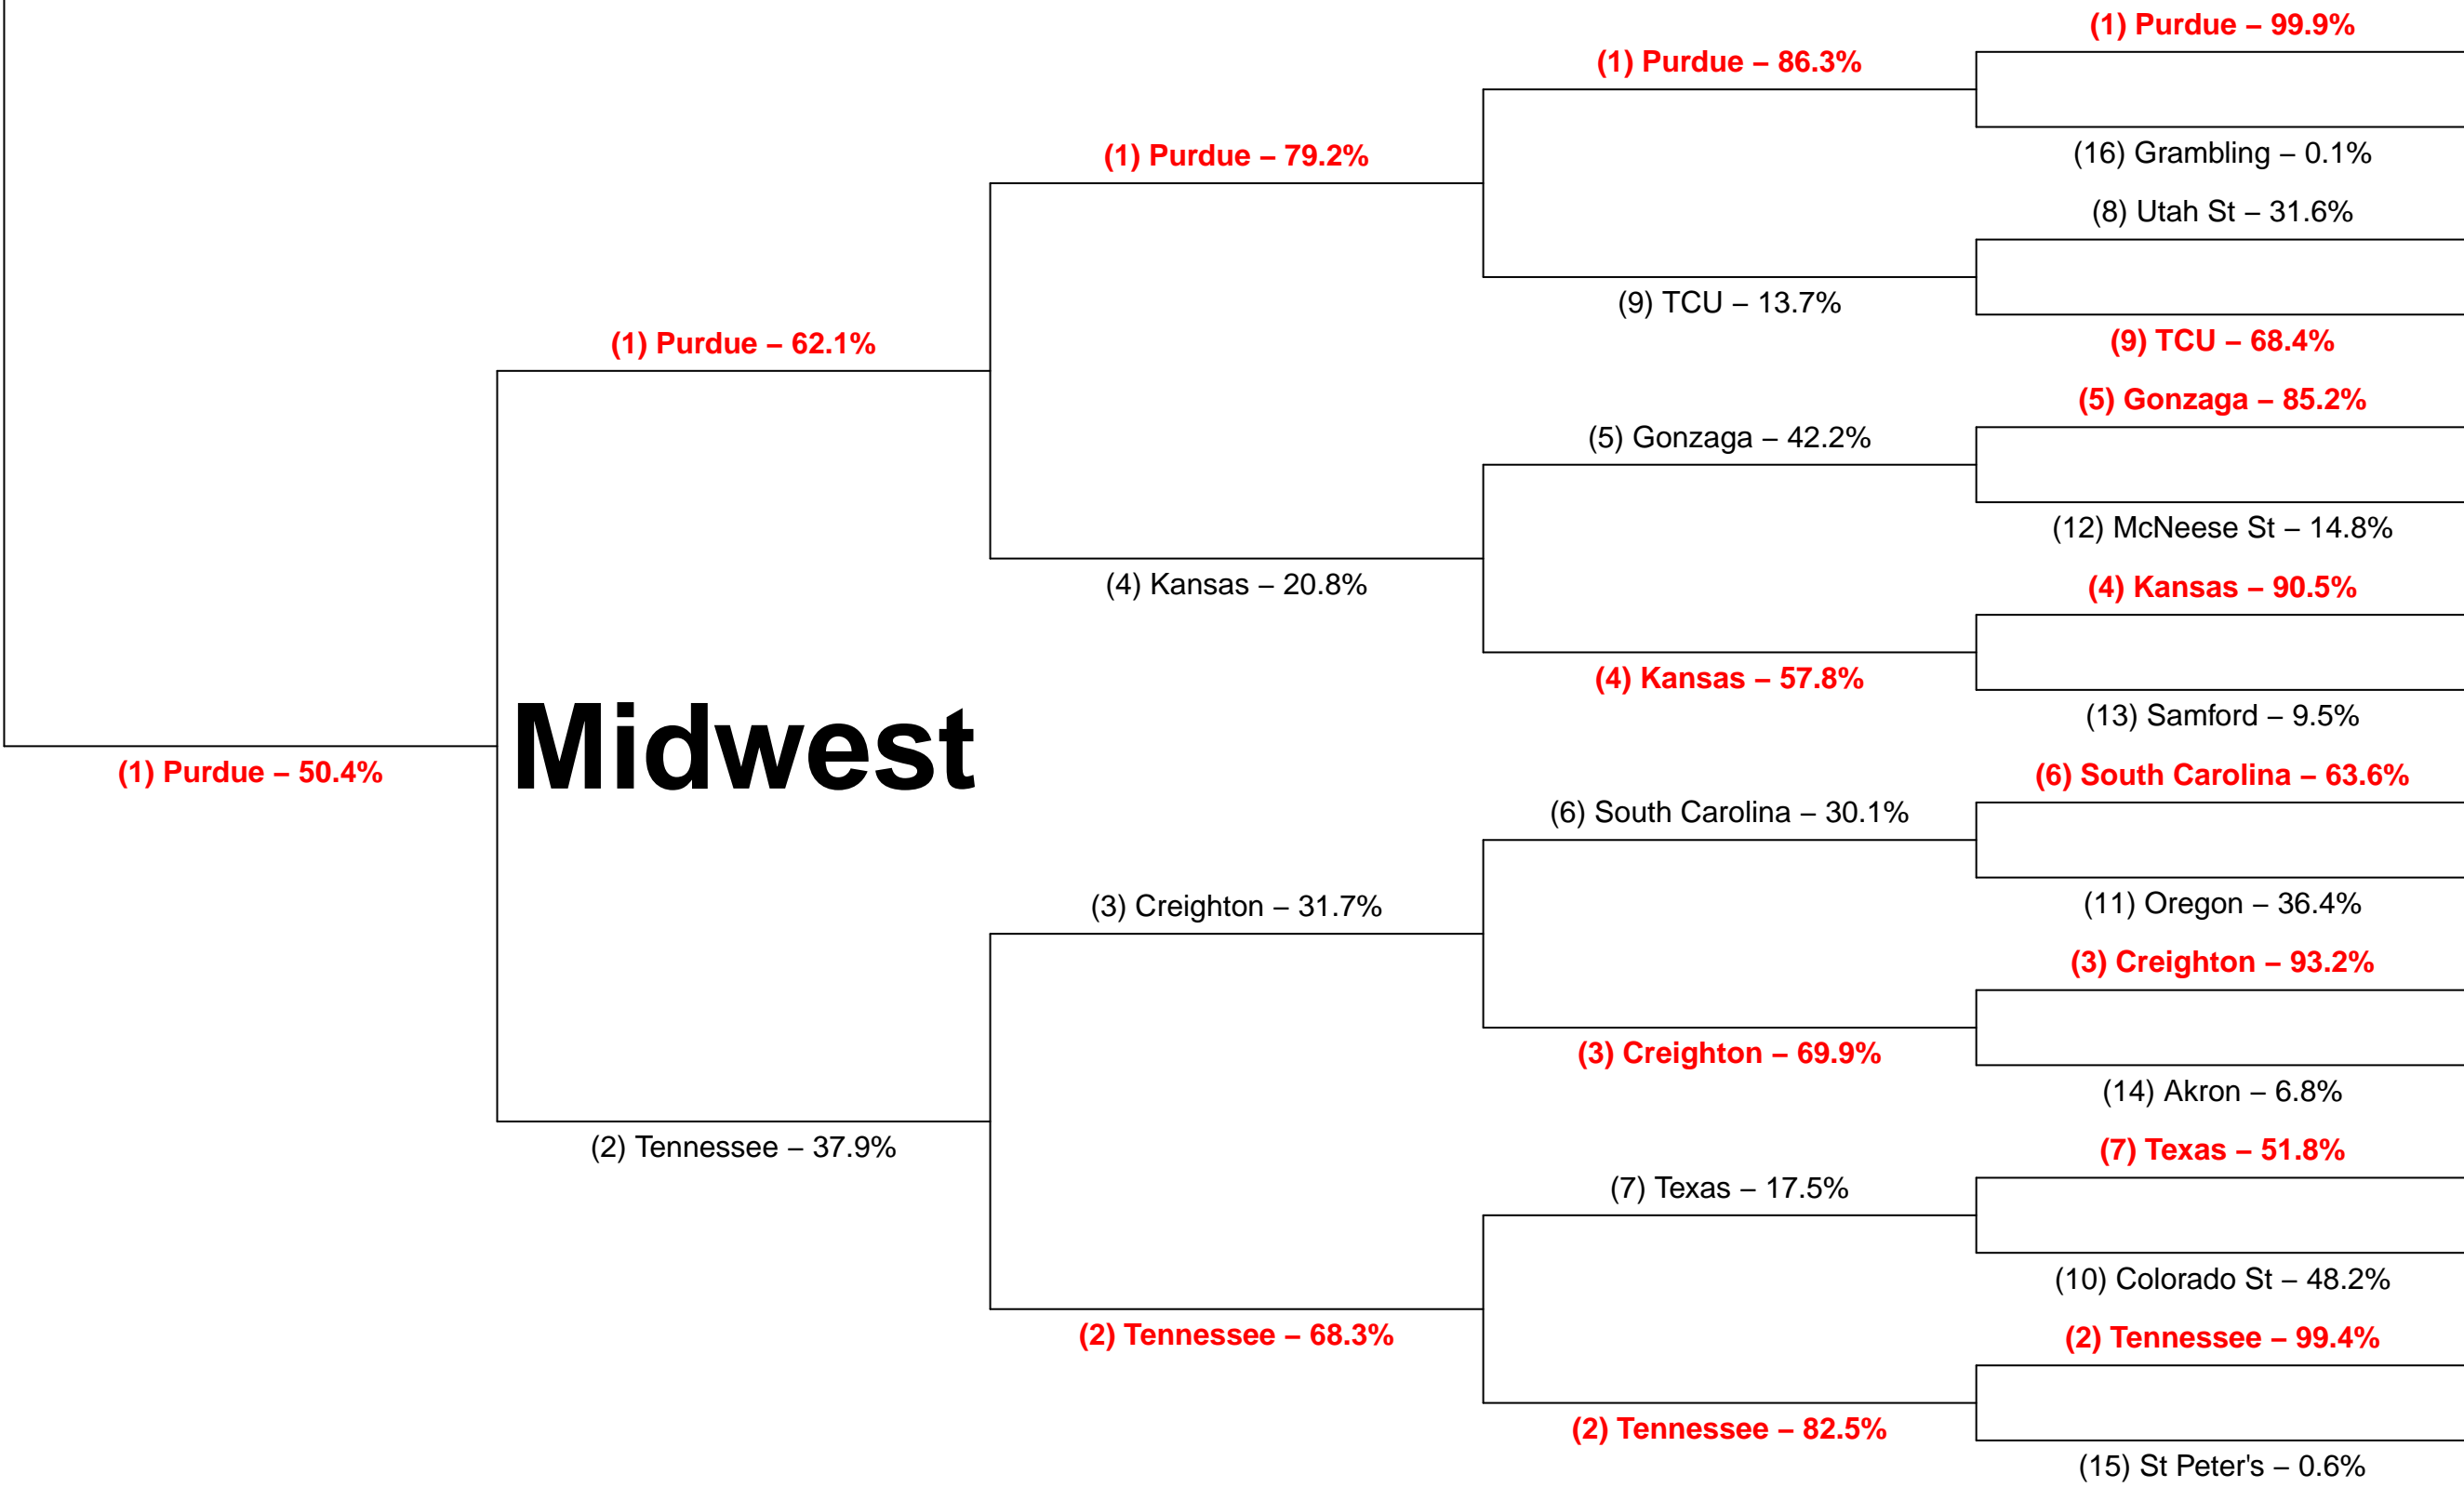 (1) Purdue – 99.9%
(1) Purdue – 86.3%
(1) Purdue – 79.2%
(16) Grambling – 0.1%
(8) Utah St – 31.6%
(9) TCU – 13.7%
(1) Purdue – 62.1%
(9) TCU – 68.4%
(5) Gonzaga – 85.2%
(5) Gonzaga – 42.2%
(12) McNeese St – 14.8%
(4) Kansas – 20.8%
(4) Kansas – 90.5%
(4) Kansas – 57.8%
(13) Samford – 9.5%
Midwest
(1) Purdue – 50.4%
(6) South Carolina – 63.6%
(6) South Carolina – 30.1%
(3) Creighton – 31.7%
(11) Oregon – 36.4%
(3) Creighton – 93.2%
(3) Creighton – 69.9%
(14) Akron – 6.8%
(2) Tennessee – 37.9%
(7) Texas – 51.8%
(7) Texas – 17.5%
(10) Colorado St – 48.2%
(2) Tennessee – 68.3%
(2) Tennessee – 99.4%
(2) Tennessee – 82.5%
(15) St Peter's – 0.6%